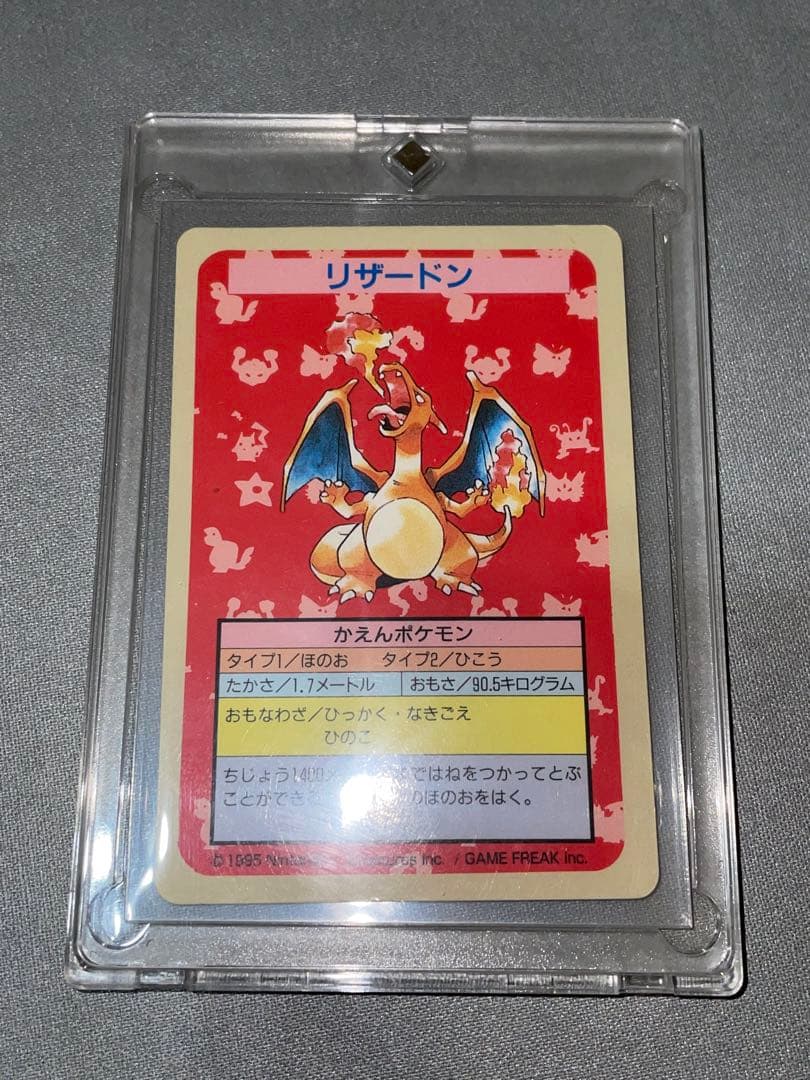 リザードン
かえんポケモン
タイプ1/ほのお タイプ2/ひこう
たかさ/1.7メートル おもさ/90.5キログラム
おもなわざ/ひっかく・なきごえ
ひのこ
ちじょう1400 はねをつかってとぶ
ことができ のほのおをはく。
© 1995 Inc. / GAME FREAK inc.